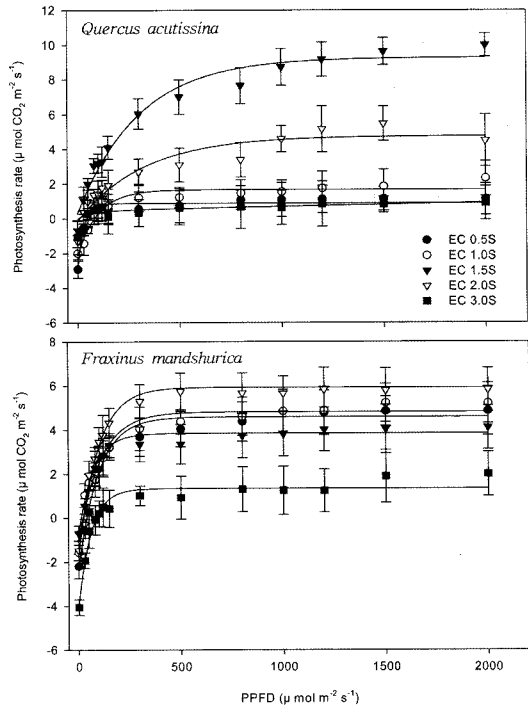 Quercus acutissina
12
10
8
6
4
2
0
-2
-4
-6
Photosynthesis rate (μ mol CO2 m-2 s-1)
EC 0.5S
EC 1.0S
EC 1.5S
EC 2.0S
EC 3.0S
Fraxinus mandshurica
8
6
4
2
0
-2
-4
-6
Photosynthesis rate (μ mol CO2 m-2 s-1)
0 500 1000 1500 2000
PPFD (μ mol m-2 s-1)